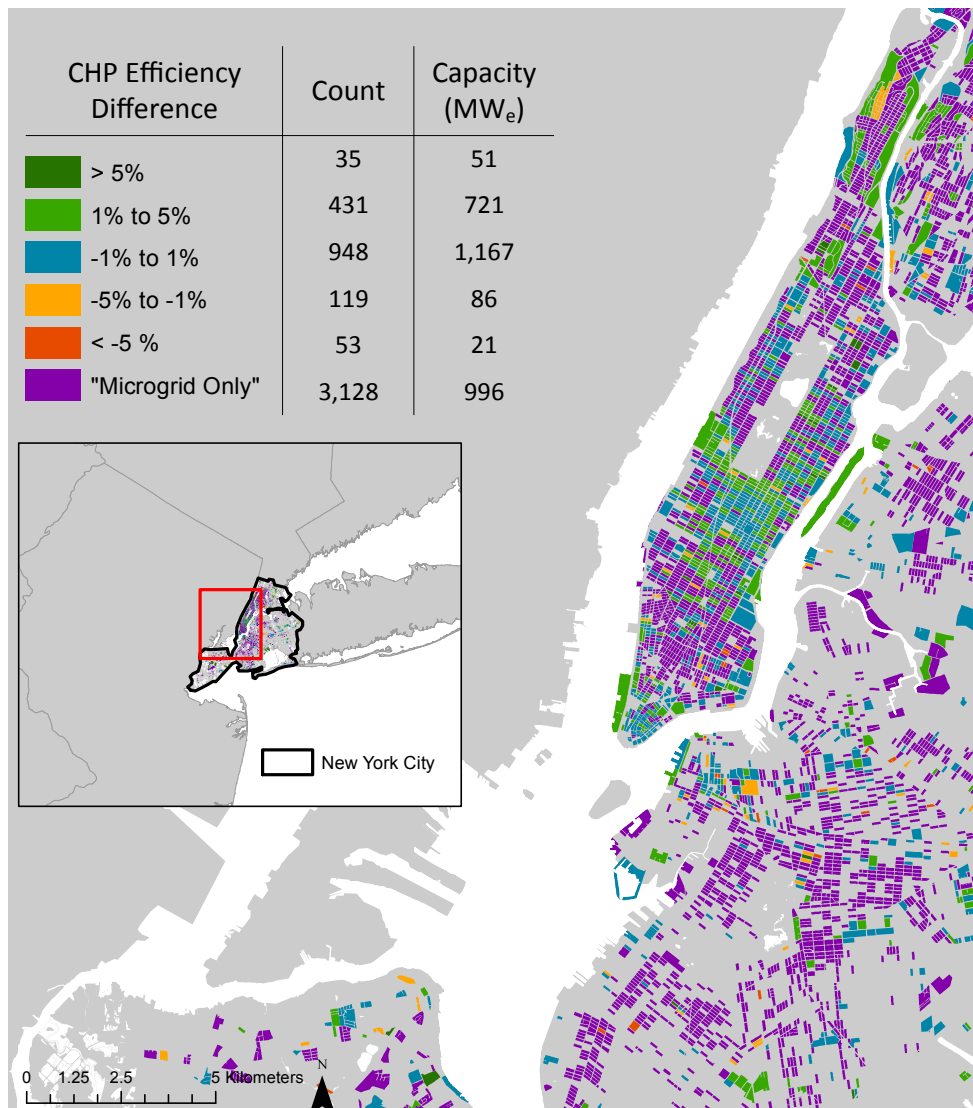 CHP Efficiency Difference Count Capacity (MWe)
> 5% 35 51
1% to 5% 431 721
-1% to 1% 948 1,167
-5% to -1% 119 86
< -5 % 53 21
"Microgrid Only" 3,128 996
New York City
N
0 1.25 2.5 5 Kilometers